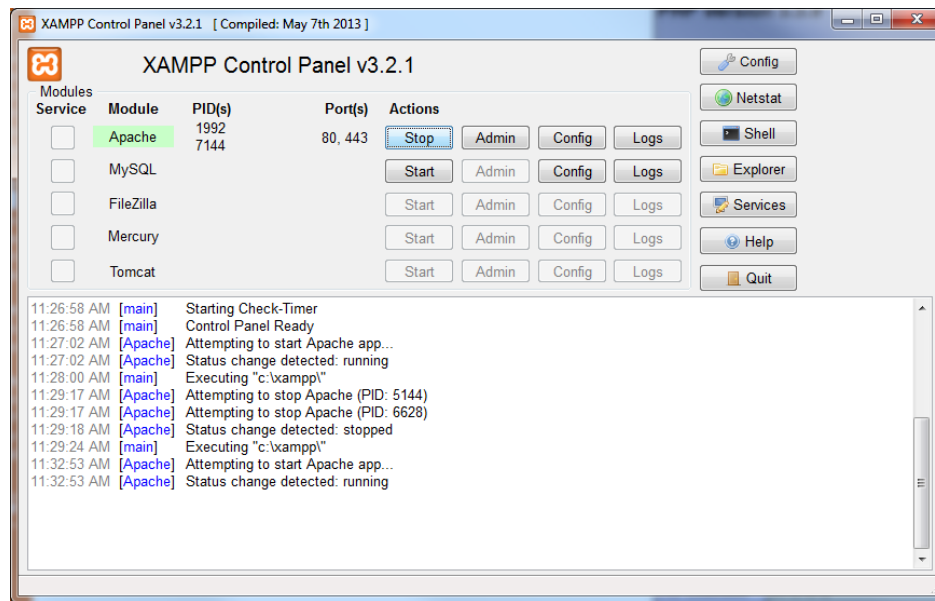 XAMPP Control Panel v3.2.1 [ Compiled: May 7th 2013 ]
XAMPP Control Panel v3.2.1
Config
Modules
Netstat
Service Module PID(s) Port(s) Actions
Apache 1992 7144 80, 443 Stop Admin Config Logs
Shell
MySQL Start Admin Config Logs
Explorer
FileZilla Start Admin Config Logs
Services
Mercury Start Admin Config Logs
Help
Tomcat Start Admin Config Logs
Quit
11:26:58 AM [main] Starting Check-Timer
11:26:58 AM [main] Control Panel Ready
11:27:02 AM [Apache] Attempting to start Apache app...
11:27:02 AM [Apache] Status change detected: running
11:28:00 AM [main] Executing "c:\xampp\"
11:29:17 AM [Apache] Attempting to stop Apache (PID: 5144)
11:29:17 AM [Apache] Attempting to stop Apache (PID: 6628)
11:29:18 AM [Apache] Status change detected: stopped
11:29:24 AM [main] Executing "c:\xampp\"
11:32:53 AM [Apache] Attempting to start Apache app...
11:32:53 AM [Apache] Status change detected: running